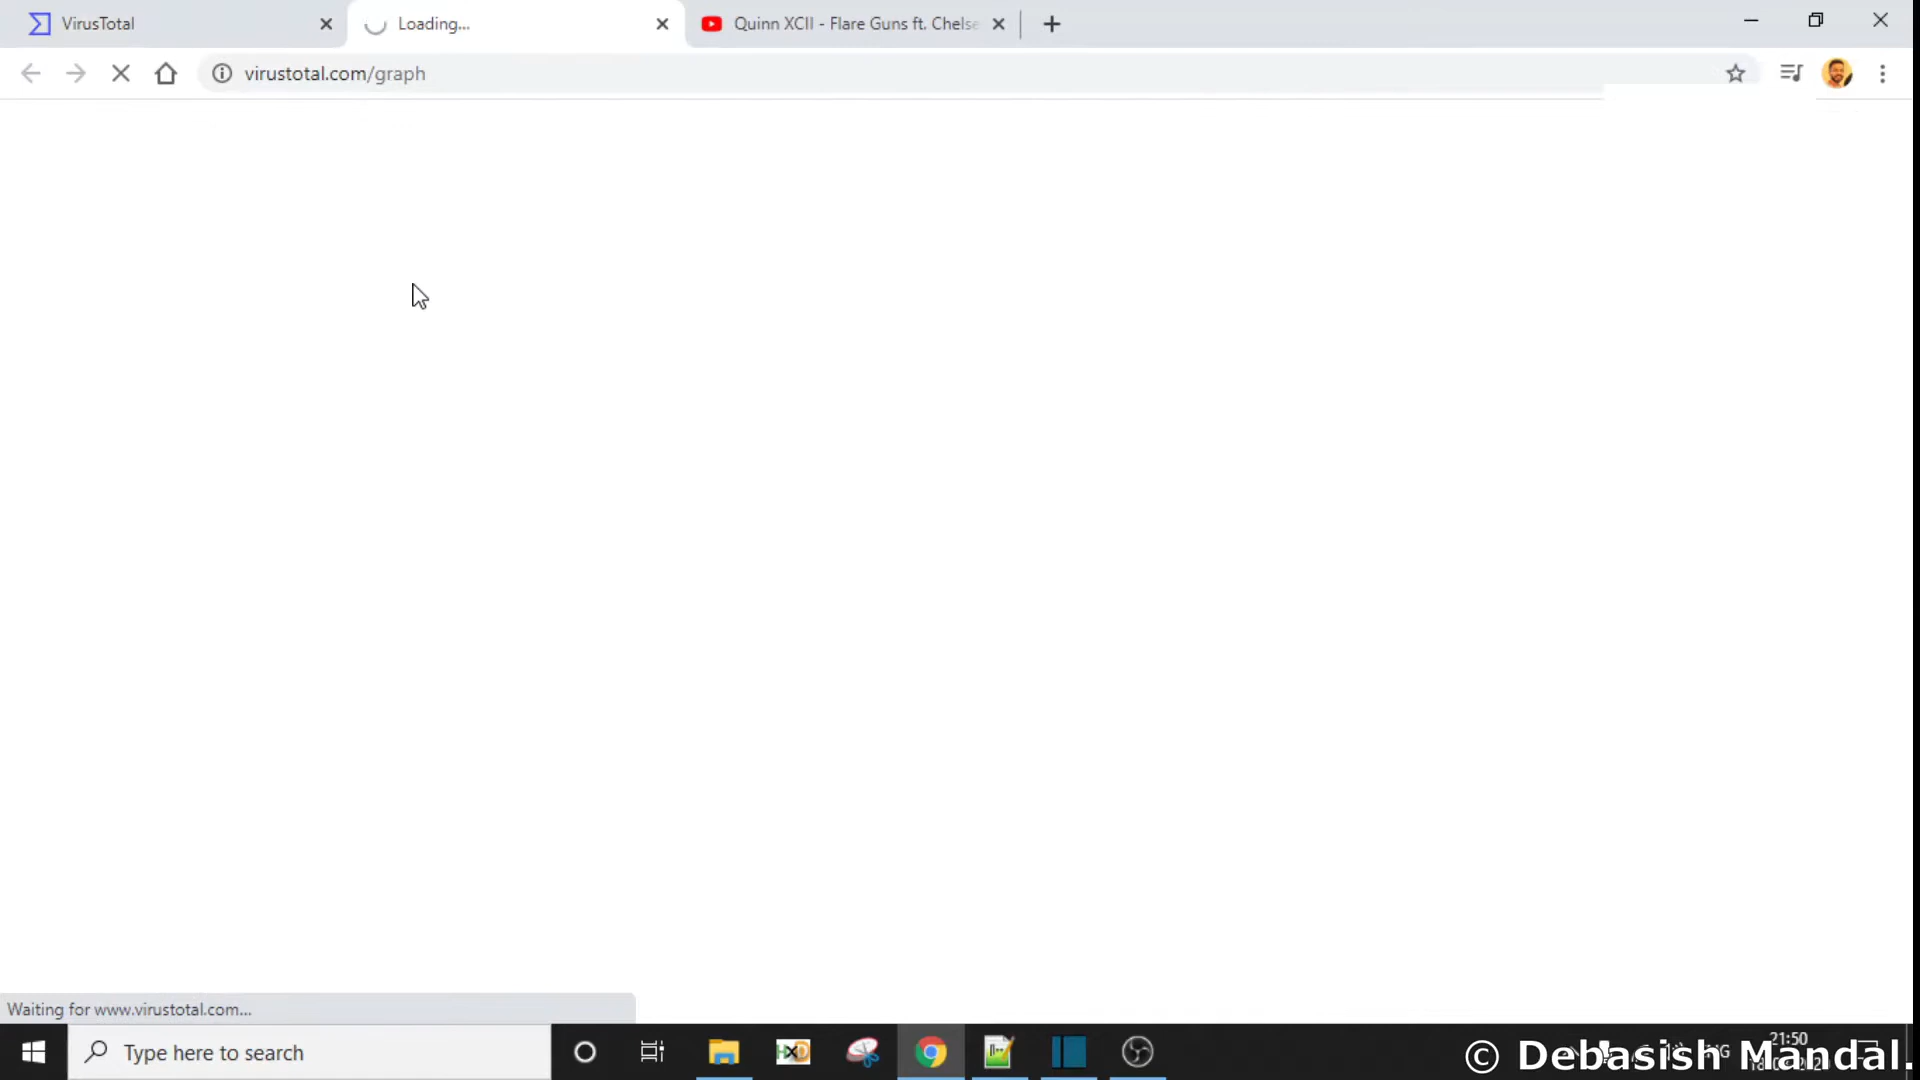 VirusTotal
Loading...
Quinn XCII - Flare Guns ft. Chelse
virustotal.com/graph
Waiting for www.virustotal.com...
Type here to search
HXD
21:50
© Debasish Mandal.